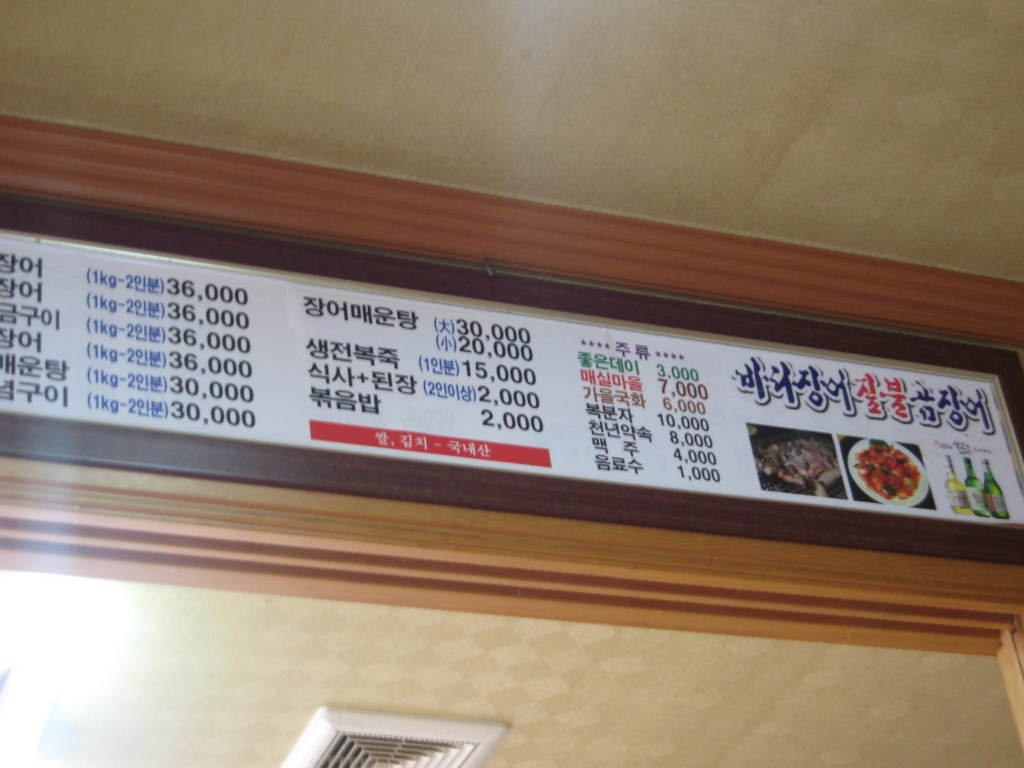 장어 (1kg-2인분) 36,000
장어 (1kg-2인분) 36,000
금구이 (1kg-2인분) 36,000
장어 (1kg-2인분) 36,000
매운탕 (1kg-2인분) 30,000
념구이 (1kg-2인분) 30,000
장어매운탕 (大) 30,000
(小) 20,000
생전복죽 (1인분) 15,000
식사+된장 (2인이상) 2,000
볶음밥 2,000
쌀, 김치 - 국내산
**** 주 류 ****
좋은데이 3,000
매실마을 7,000
가을국화 6,000
복분자 10,000
천년약속 8,000
맥 주 4,000
음료수 1,000
바다장어짚불곰장어